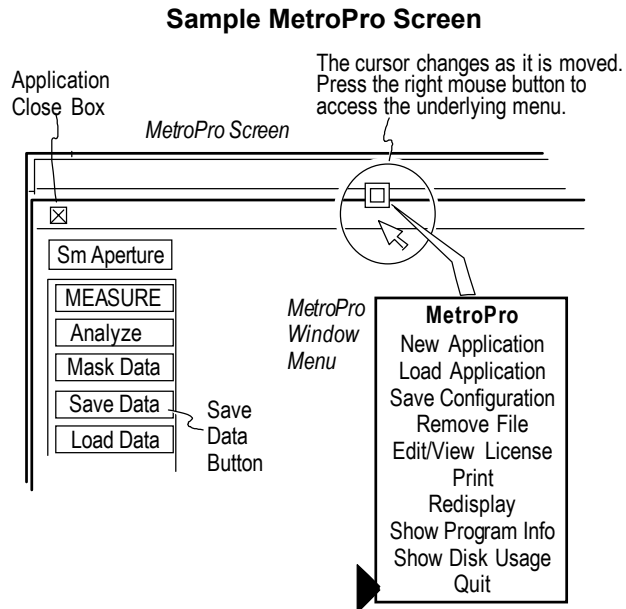 Sample MetroPro Screen
The cursor changes as it is moved.
Press the right mouse button to
access the underlying menu.
Application
Close Box
MetroPro Screen
Sm Aperture
MEASURE
Analyze
Mask Data
Save Data
Load Data
Save
Data
Button
MetroPro
Window
Menu
MetroPro
New Application
Load Application
Save Configuration
Remove File
Edit/View License
Print
Redisplay
Show Program Info
Show Disk Usage
Quit